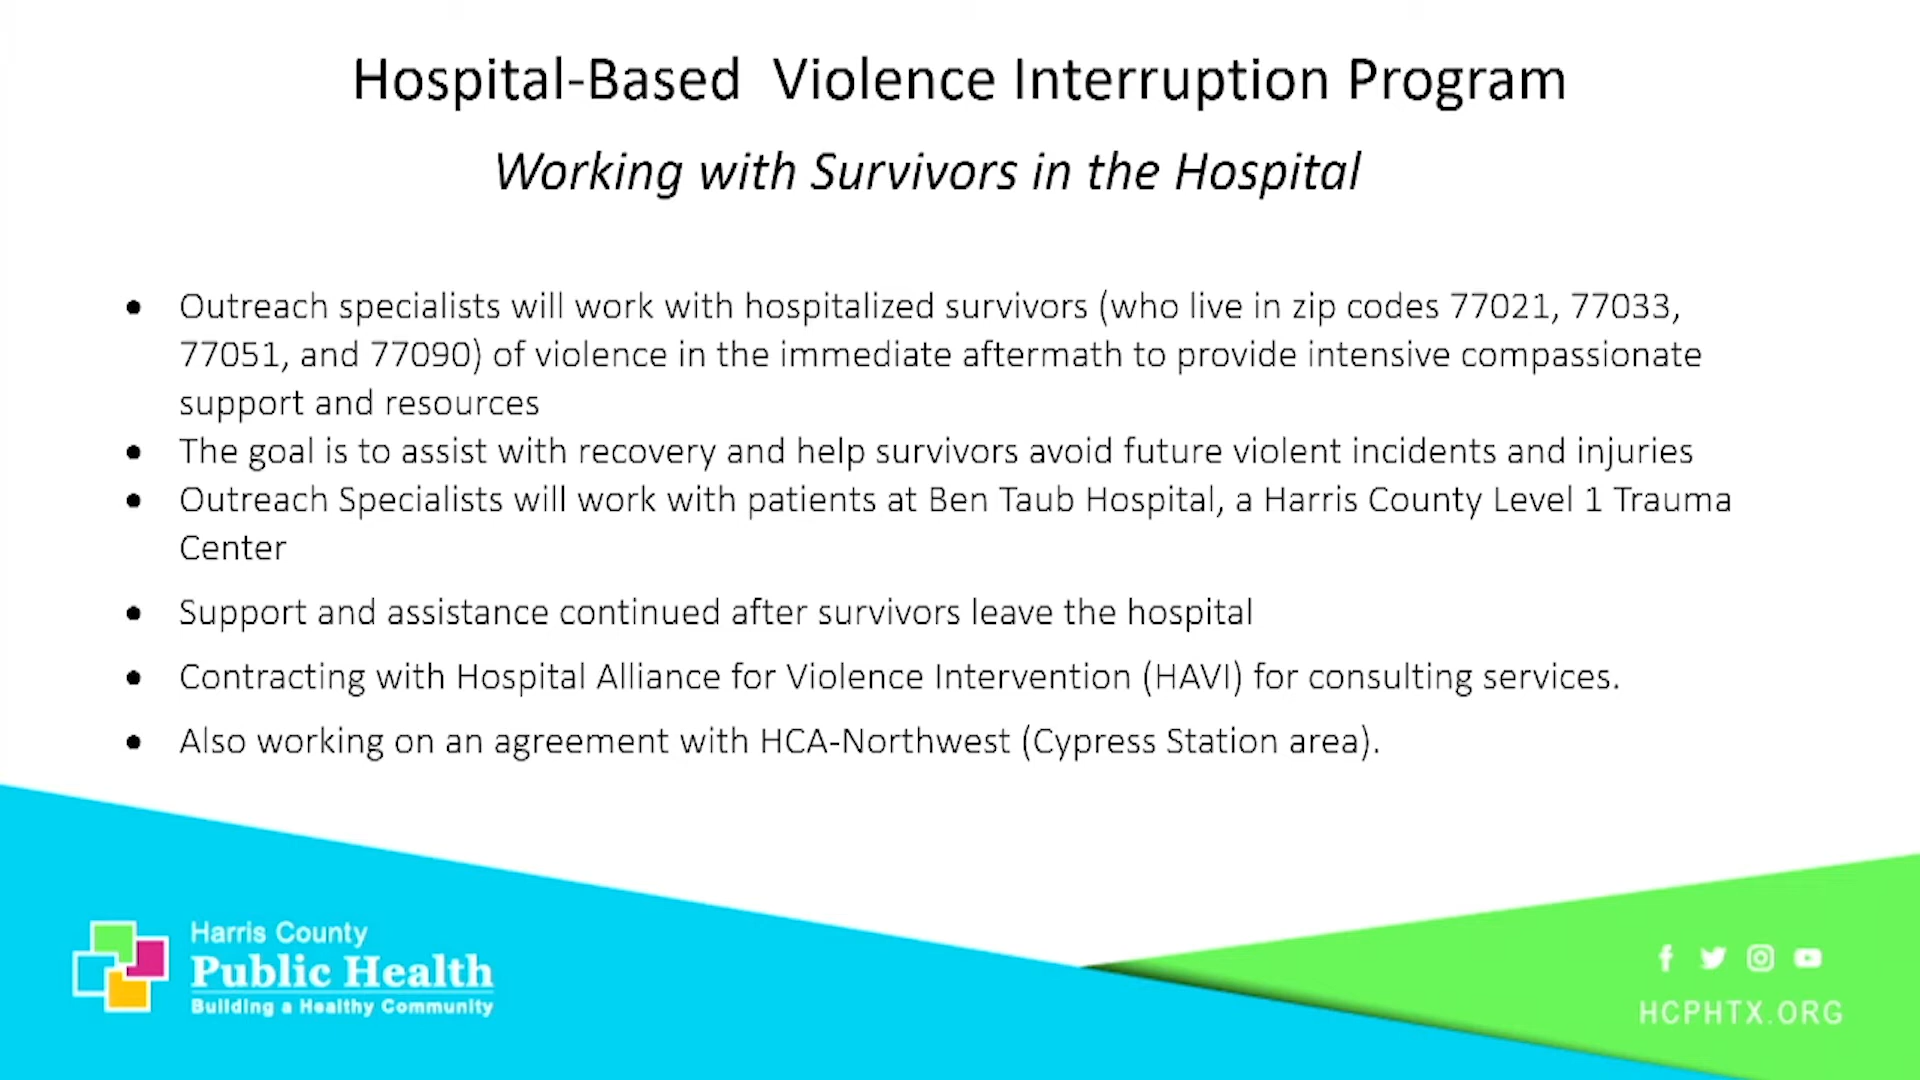 Hospital-Based  Violence Interruption Program
Working with Survivors in the Hospital
• Outreach specialists will work with hospitalized survivors (who live in zip codes 77021, 77033,
77051, and 77090) of violence in the immediate aftermath to provide intensive compassionate
support and resources
• The goal is to assist with recovery and help survivors avoid future violent incidents and injuries
• Outreach Specialists will work with patients at Ben Taub Hospital, a Harris County Level 1 Trauma
Center
• Support and assistance continued after survivors leave the hospital
• Contracting with Hospital Alliance for Violence Intervention (HAVI) for consulting services.
• Also working on an agreement with HCA-Northwest (Cypress Station area).
Harris County
Public Health
Building a Healthy Community
HCPHTX.ORG